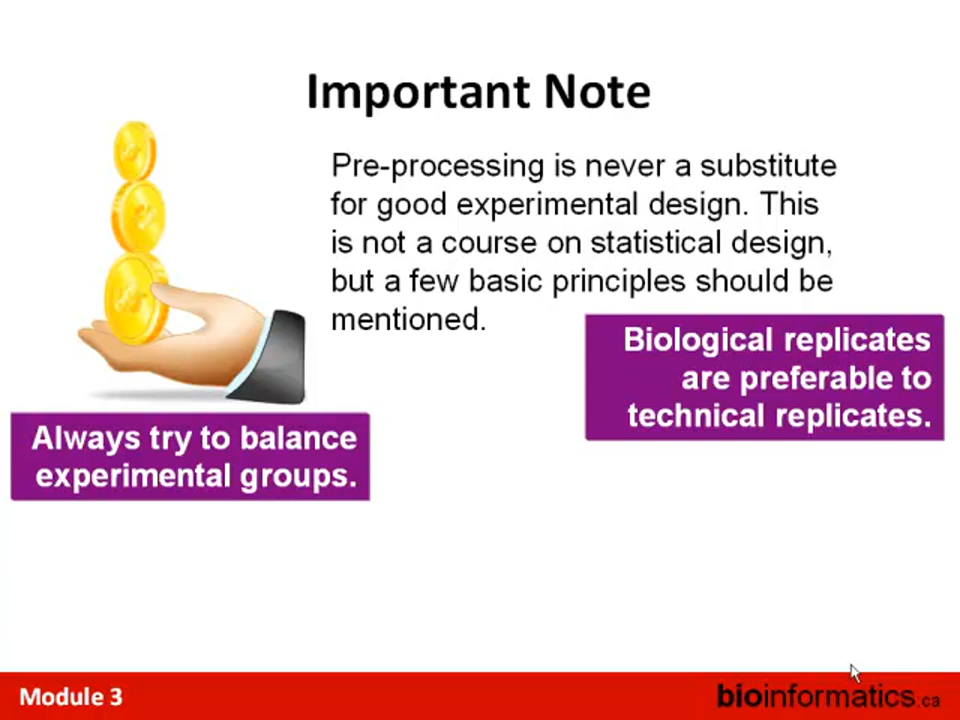 Important Note
Pre-processing is never a substitute
for good experimental design. This
is not a course on statistical design,
but a few basic principles should be
mentioned.
Biological replicates
are preferable to
technical replicates.
Always try to balance
experimental groups.
Module 3
bioinformatics.ca